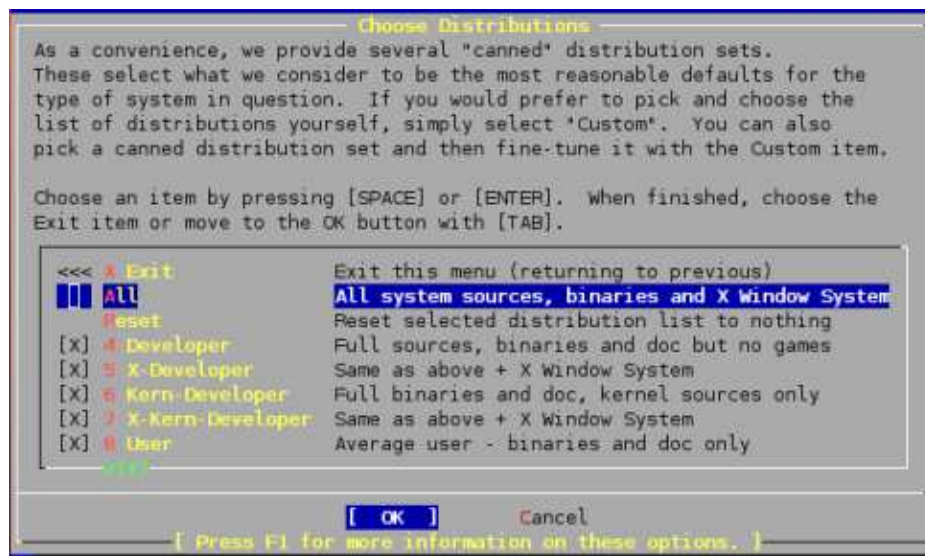 Choose Distributions
As a convenience, we provide several "canned" distribution sets.
These select what we consider to be the most reasonable defaults for the
type of system in question.  If you would prefer to pick and choose the
list of distributions yourself, simply select "Custom".  You can also
pick a canned distribution set and then fine-tune it with the Custom item.
Choose an item by pressing [SPACE] or [ENTER].  When finished, choose the
Exit item or move to the OK button with [TAB].
<<< X Exit Exit this menu (returning to previous)
[ ] All All system sources, binaries and X Window System
Reset Reset selected distribution list to nothing
[X] 4 Developer Full sources, binaries and doc but no games
[X] 5 X-Developer Same as above + X Window System
[X] 6 Kern-Developer Full binaries and doc, kernel sources only
[X] 7 X-Kern-Developer Same as above + X Window System
[X] 8 User Average user - binaries and doc only
[ OK ] Cancel
[ Press F1 for more information on these options. ]